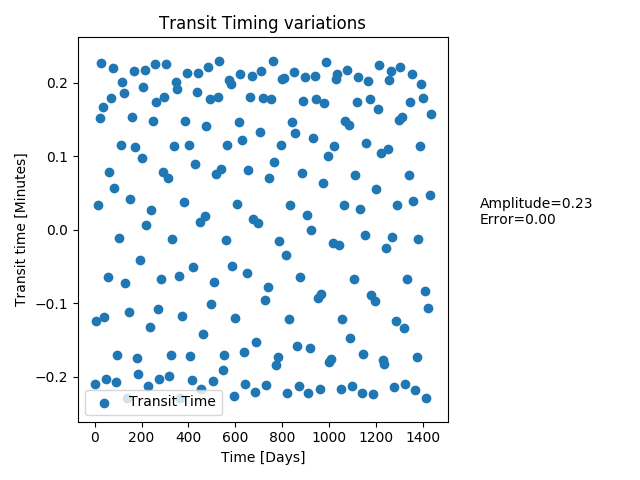 Transit Timing variations
Transit time [Minutes]
0.2
0.1
0.0
−0.1
−0.2
Transit Time
0 200 400 600 800 1000 1200 1400
Time [Days]
Amplitude=0.23
Error=0.00